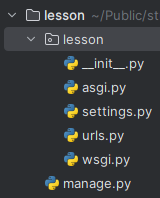 lesson ~/Public/st
lesson
__init__.py
asgi.py
settings.py
urls.py
wsgi.py
manage.py